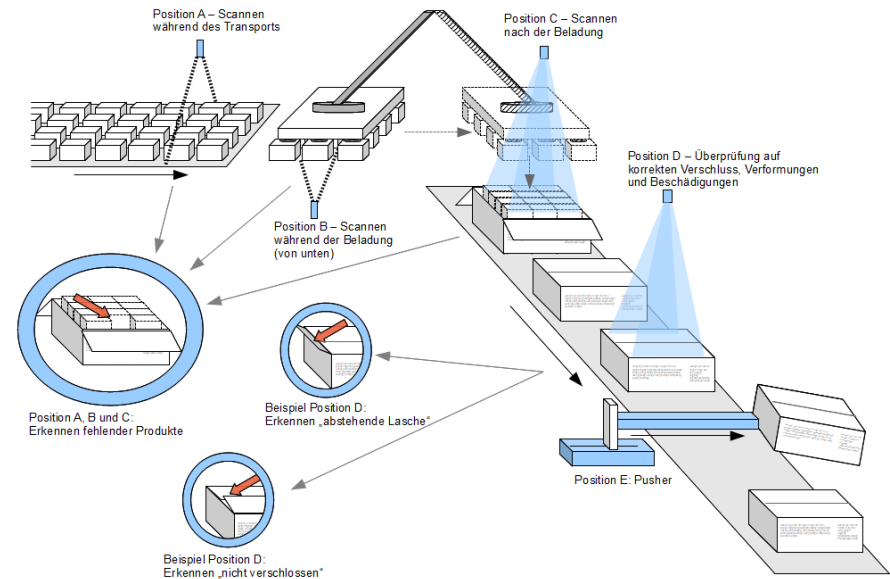 Position A – Scannen
während des Transports
Position C – Scannen
nach der Beladung
Position D – Überprüfung auf
korrekten Verschluss, Verformungen
und Beschädigungen
Position B – Scannen
während der Beladung
(von unten)
Position A, B und C:
Erkennen fehlender Produkte
Beispiel Position D:
Erkennen „abstehende Lasche“
Position E: Pusher
Beispiel Position D:
Erkennen „nicht verschlossen“